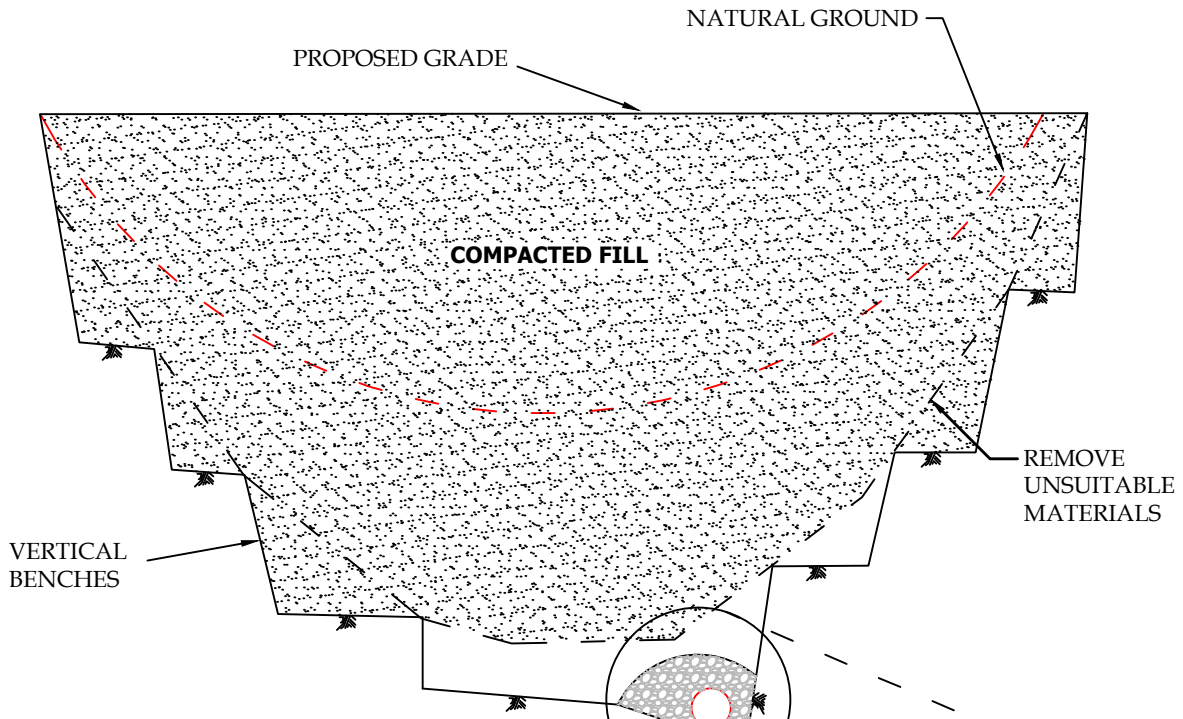 NATURAL GROUND
PROPOSED GRADE
COMPACTED FILL
REMOVE
UNSUITABLE
MATERIALS
VERTICAL
BENCHES